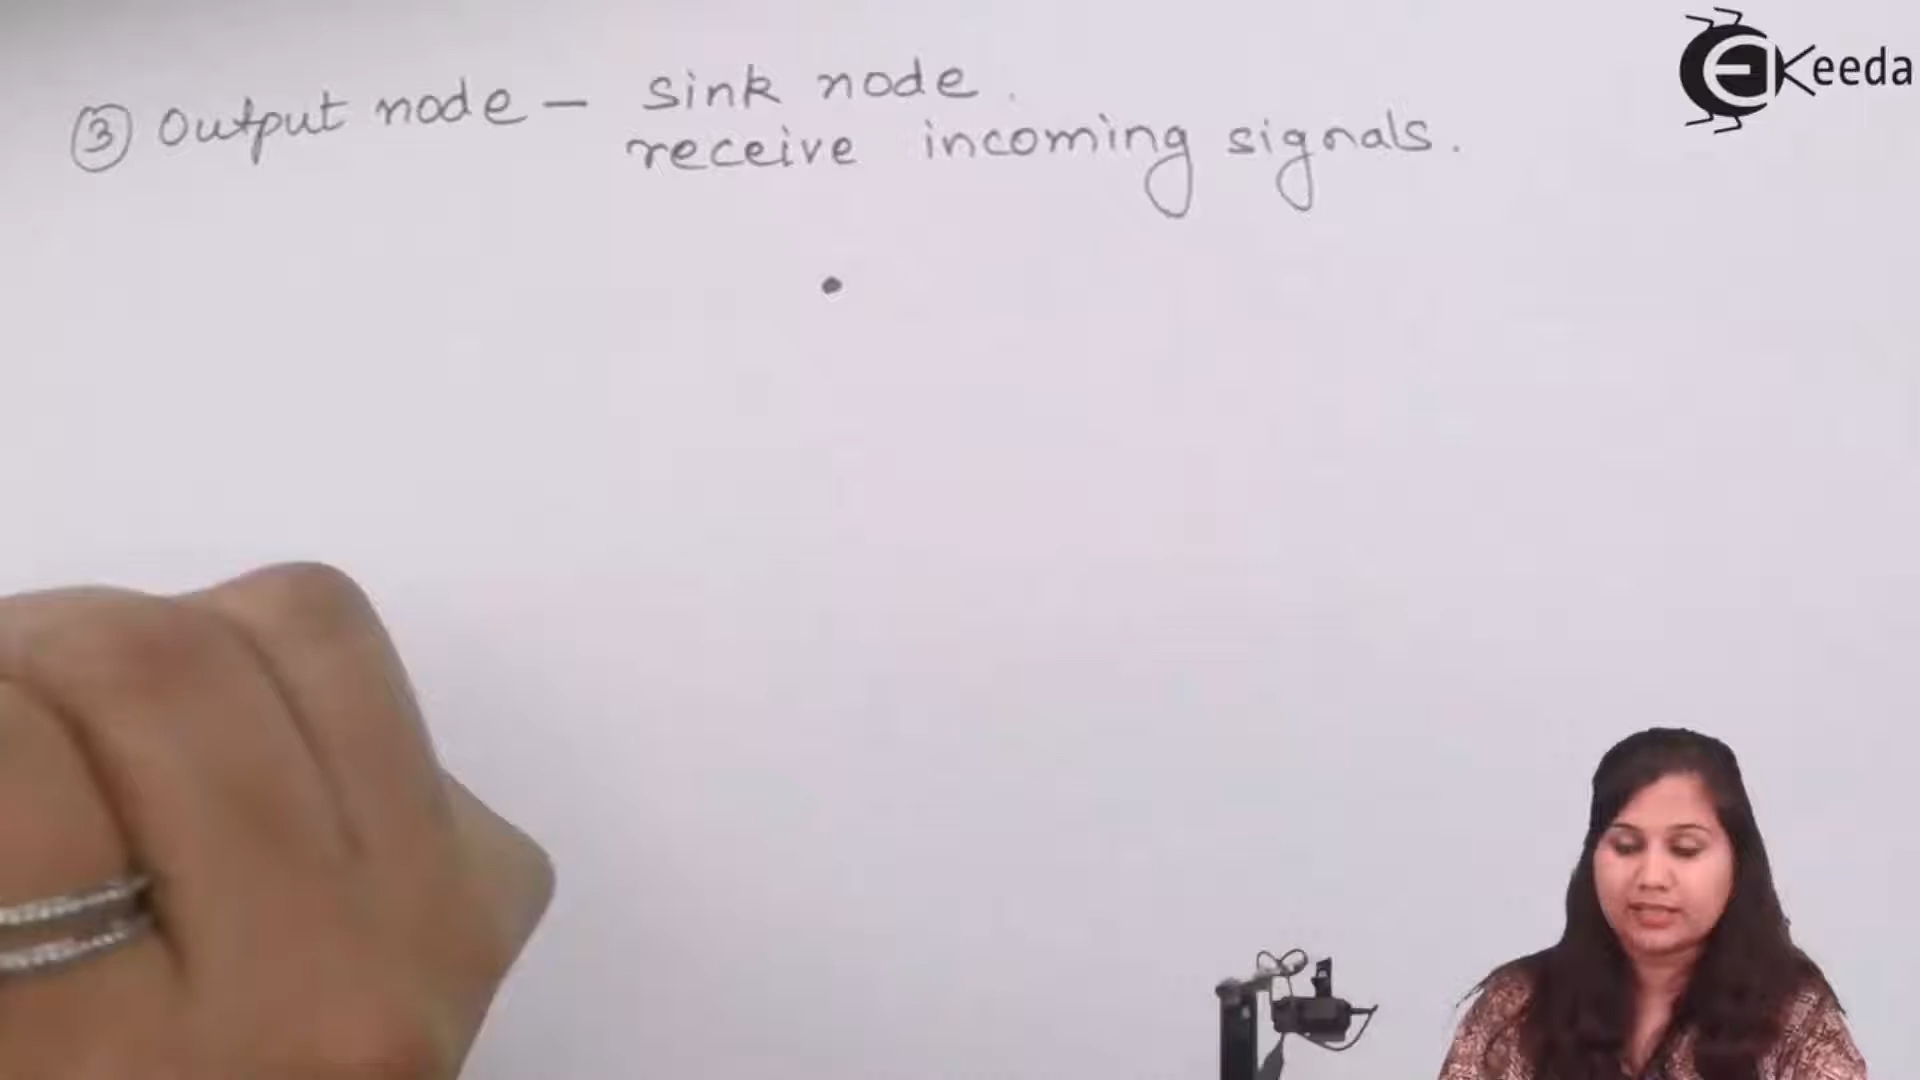 ③ Output node – sink node.
receive incoming signals.
EKeeda